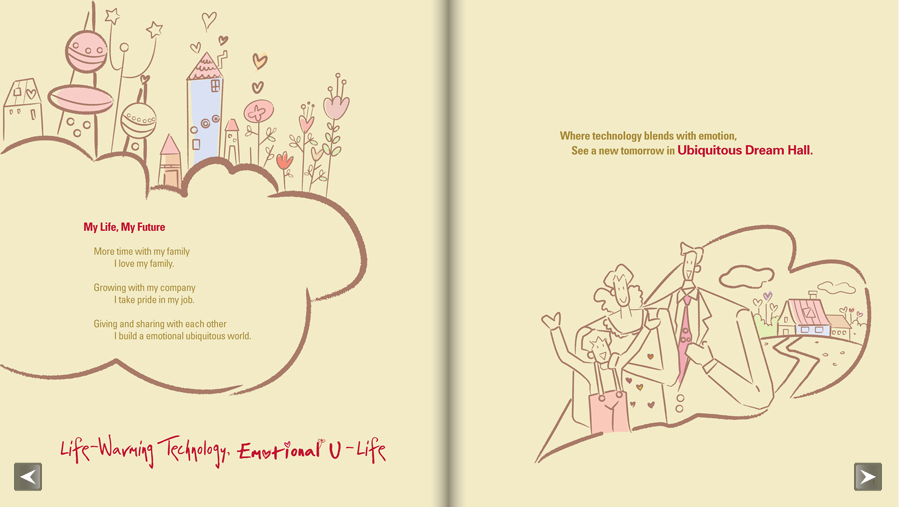 My Life, My Future
More time with my family
I love my family.
Growing with my company
I take pride in my job.
Giving and sharing with each other
I build a emotional ubiquitous world.
Life-Warming Technology. Emotional U-Life
Where technology blends with emotion,
See a new tomorrow in Ubiquitous Dream Hall.